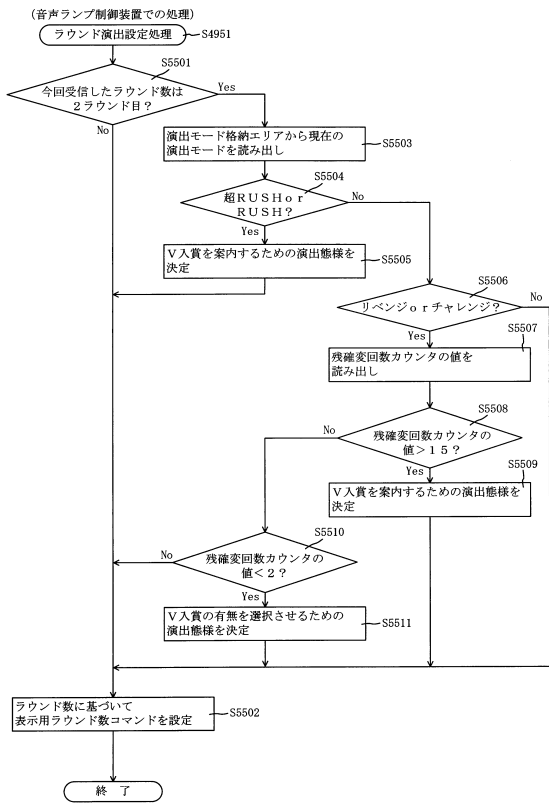 (音声ランプ制御装置での処理)
ラウンド演出設定処理
S4951
S5501
今回受信したラウンド数は
2ラウンド目?
Yes
No
演出モード格納エリアから現在の
演出モードを読み出し
S5503
S5504
超RUSHor
RUSH?
No
Yes
V入賞を案内するための演出態様を
決定
S5505
S5506
リベンジorチャレンジ?
No
Yes
S5507
残確変回数カウンタの値を
読み出し
S5508
No
残確変回数カウンタの
値>15?
Yes
S5509
V入賞を案内するための演出態様を
決定
S5510
No
残確変回数カウンタの
値<2?
Yes
V入賞の有無を選択させるための
演出態様を決定
S5511
ラウンド数に基づいて
表示用ラウンド数コマンドを設定
S5502
終 了